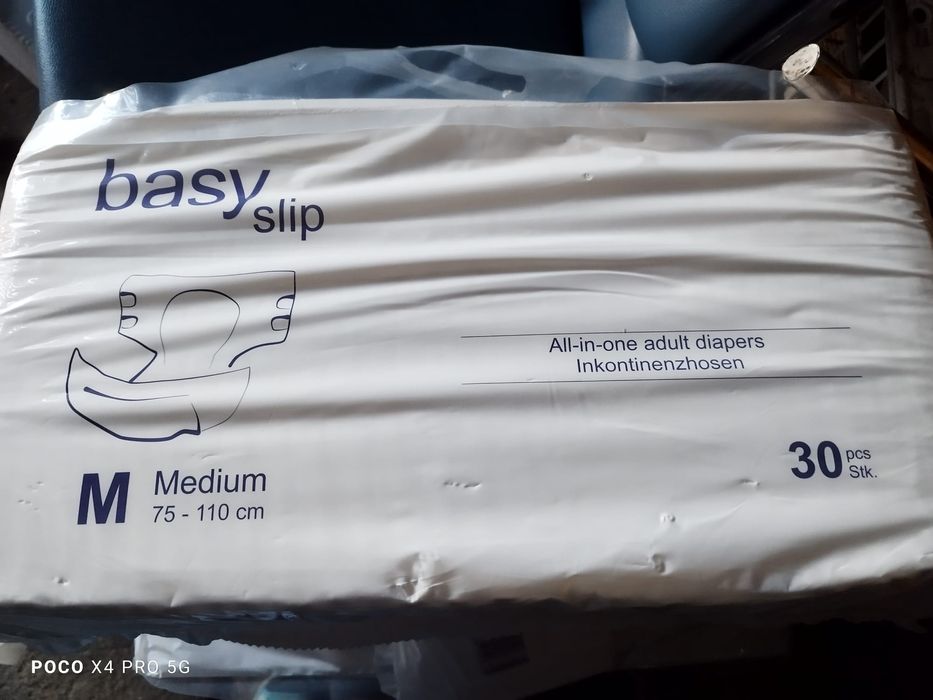 basy
slip
All-in-one adult diapers
Inkontinenzhosen
M Medium
75 - 110 cm
30 pcs
Stk.
POCO X4 PRO 5G